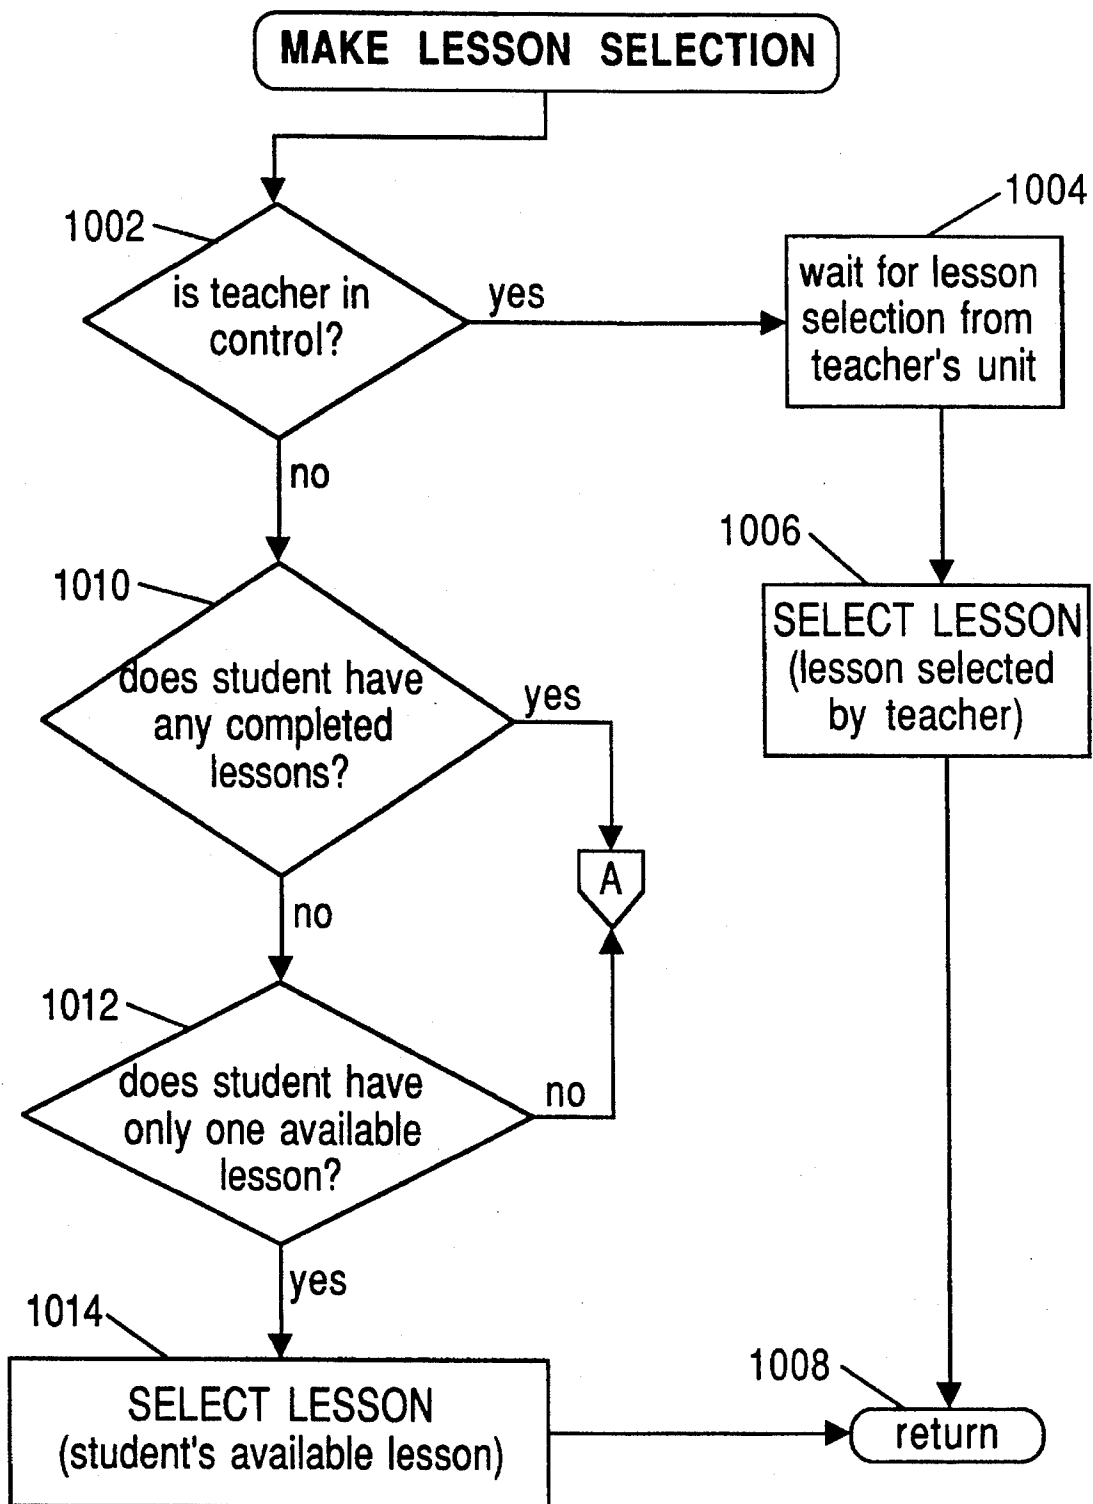 MAKE LESSON SELECTION
1002
is teacher in
control?
yes
1004
wait for lesson
selection from
teacher's unit
no
1006
SELECT LESSON
(lesson selected
by teacher)
1010
does student have
any completed
lessons?
yes
A
no
1012
does student have
only one available
lesson?
no
yes
1014
SELECT LESSON
(student's available lesson)
1008
return